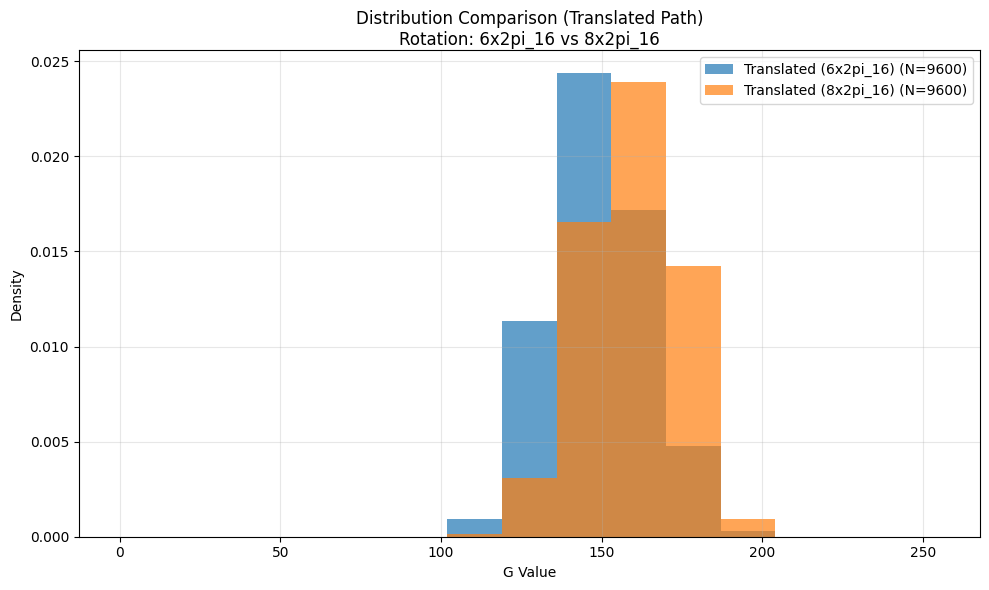 Distribution Comparison (Translated Path)
Rotation: 6x2pi_16 vs 8x2pi_16
Translated (6x2pi_16) (N=9600)
Translated (8x2pi_16) (N=9600)
0.025
0.020
0.015
0.010
0.005
0.000
Density
0 50 100 150 200 250
G Value